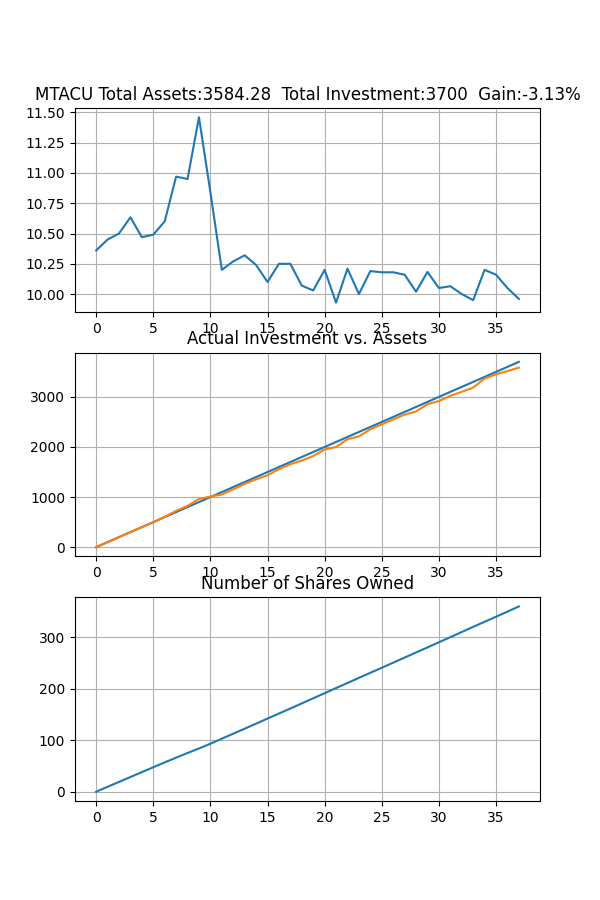 MTACU Total Assets:3584.28  Total Investment:3700  Gain:-3.13%
11.50
11.25
11.00
10.75
10.50
10.25
10.00
0 5 10 15 20 25 30 35
Actual Investment vs. Assets
3000
2000
1000
0
0 5 10 15 20 25 30 35
Number of Shares Owned
300
200
100
0
0 5 10 15 20 25 30 35